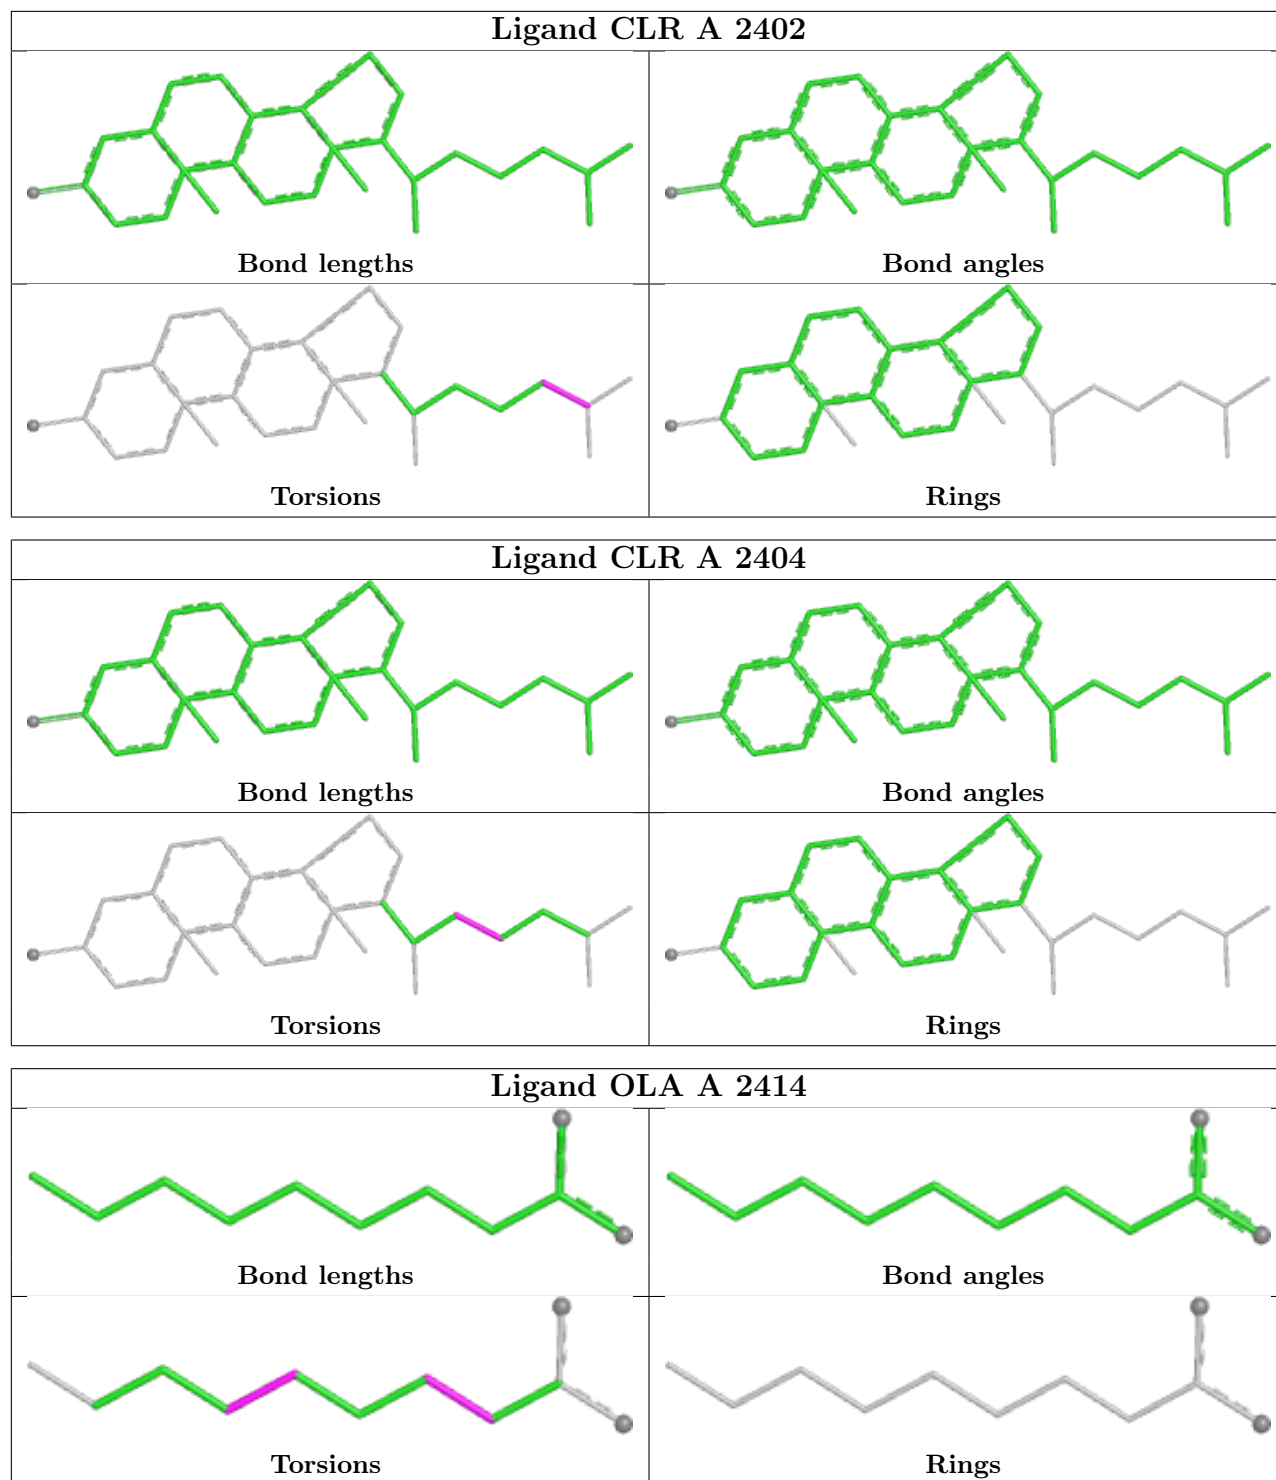 Ligand CLR A 2402
Bond lengths
Bond angles
Torsions
Rings
Ligand CLR A 2404
Bond lengths
Bond angles
Torsions
Rings
Ligand OLA A 2414
Bond lengths
Bond angles
Torsions
Rings